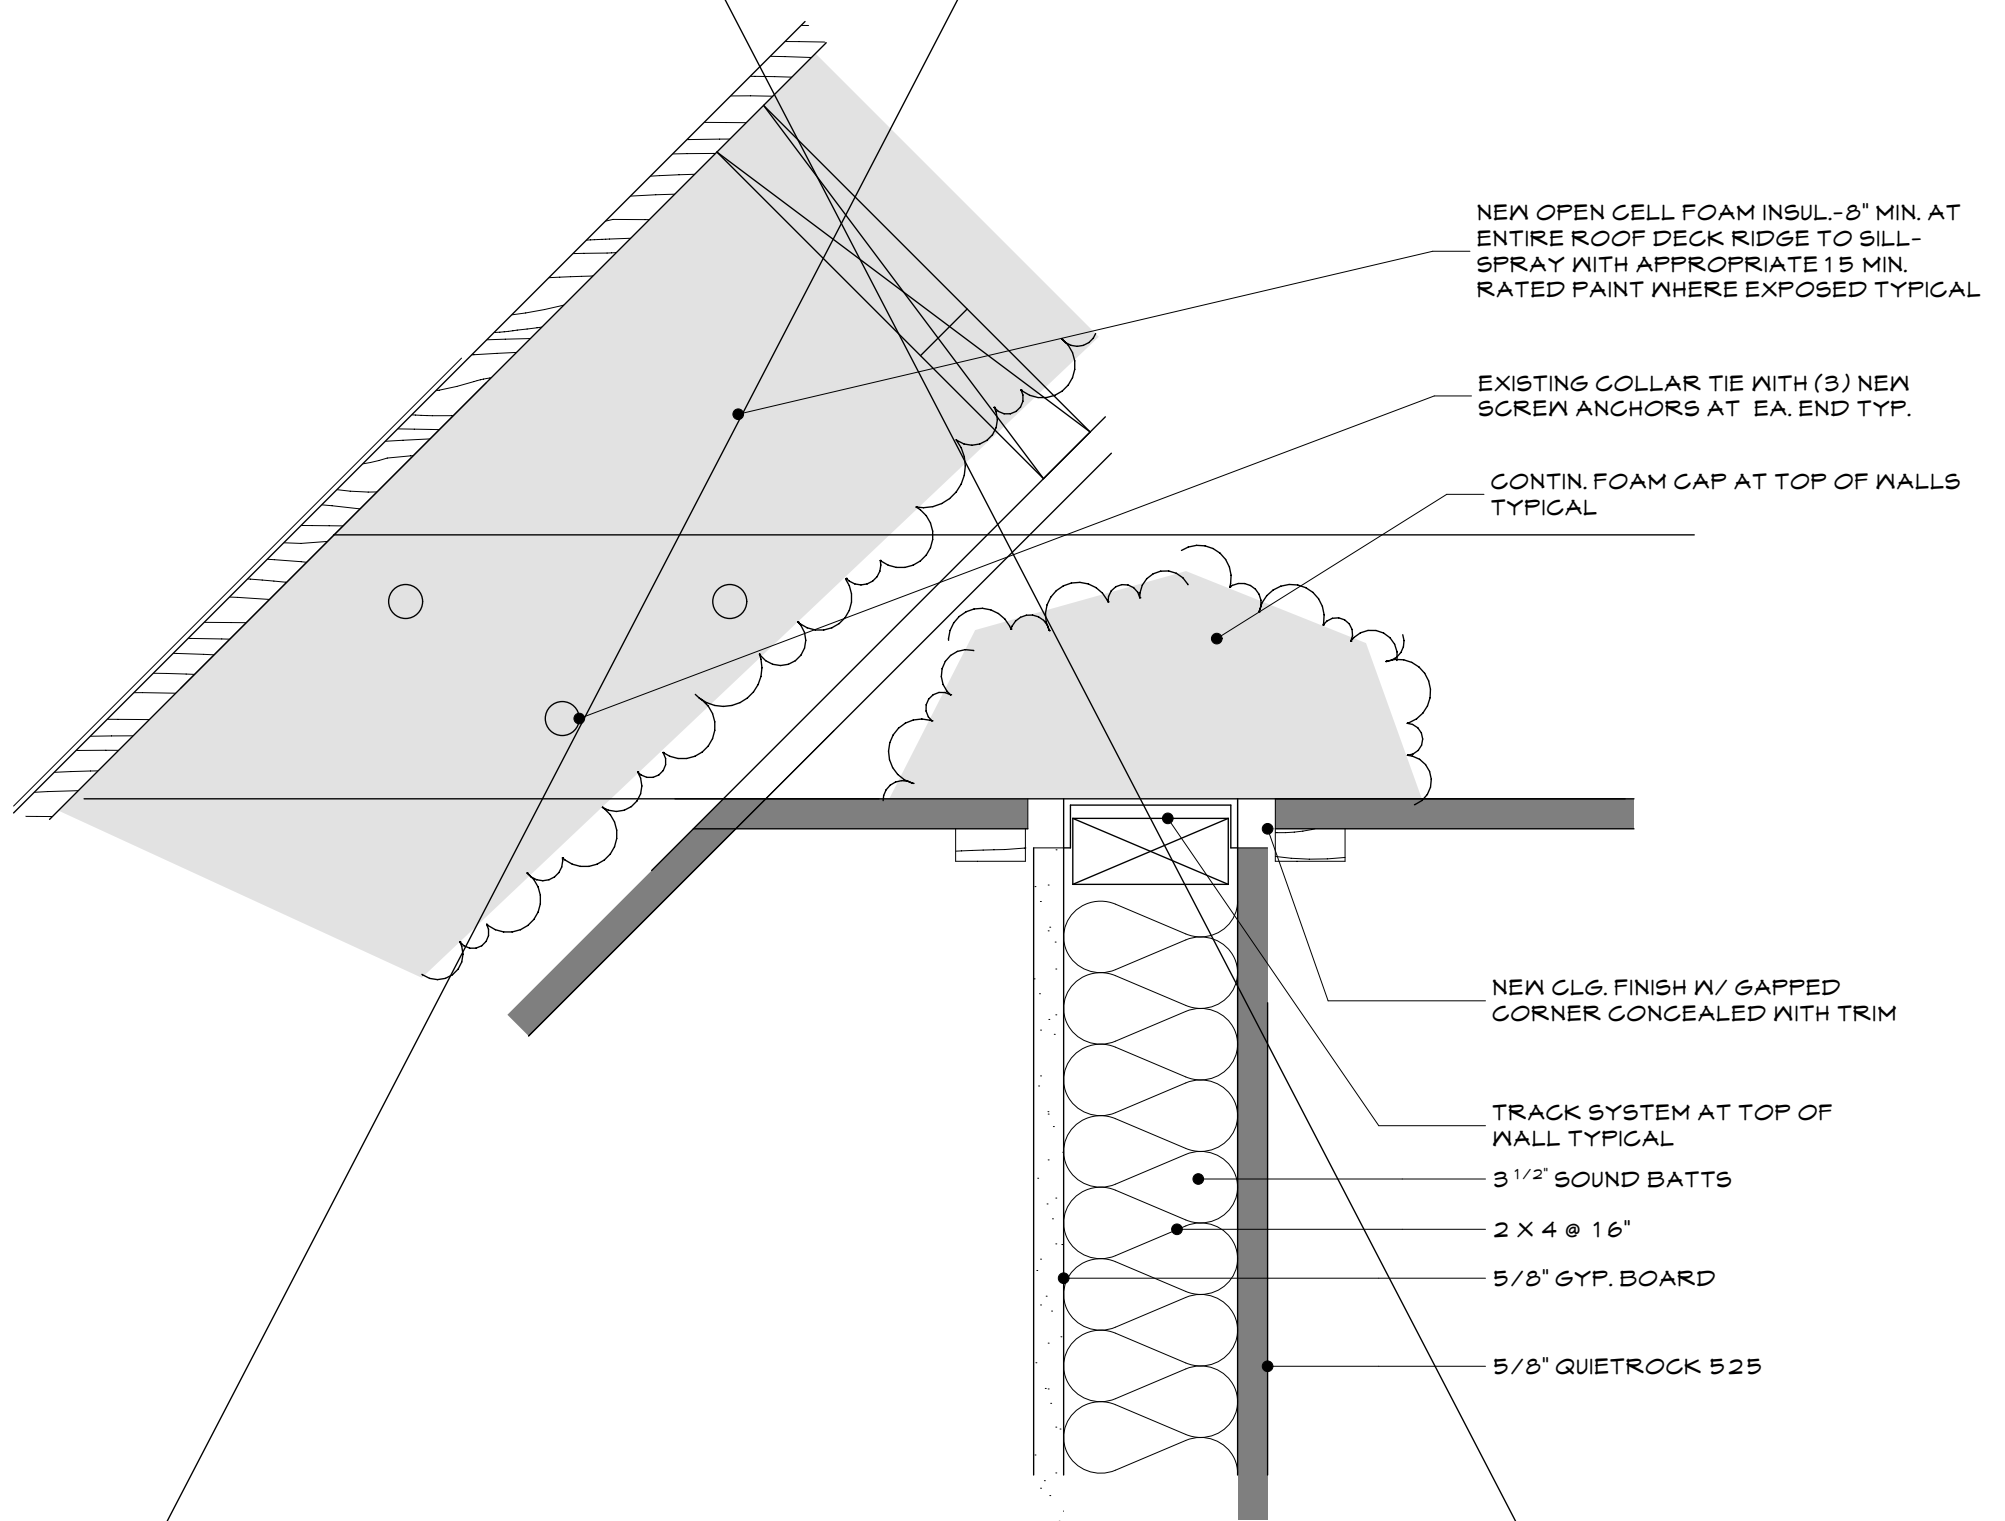 NEW OPEN CELL FOAM INSUL.-8" MIN. AT
ENTIRE ROOF DECK RIDGE TO SILL-
SPRAY WITH APPROPRIATE 15 MIN.
RATED PAINT WHERE EXPOSED TYPICAL
EXISTING COLLAR TIE WITH (3) NEW
SCREW ANCHORS AT EA. END TYP.
CONTIN. FOAM CAP AT TOP OF WALLS
TYPICAL
NEW CLG. FINISH W/ GAPPED
CORNER CONCEALED WITH TRIM
TRACK SYSTEM AT TOP OF
WALL TYPICAL
3 1/2" SOUND BATTS
2 X 4 @ 16"
5/8" GYP. BOARD
5/8" QUIETROCK 525